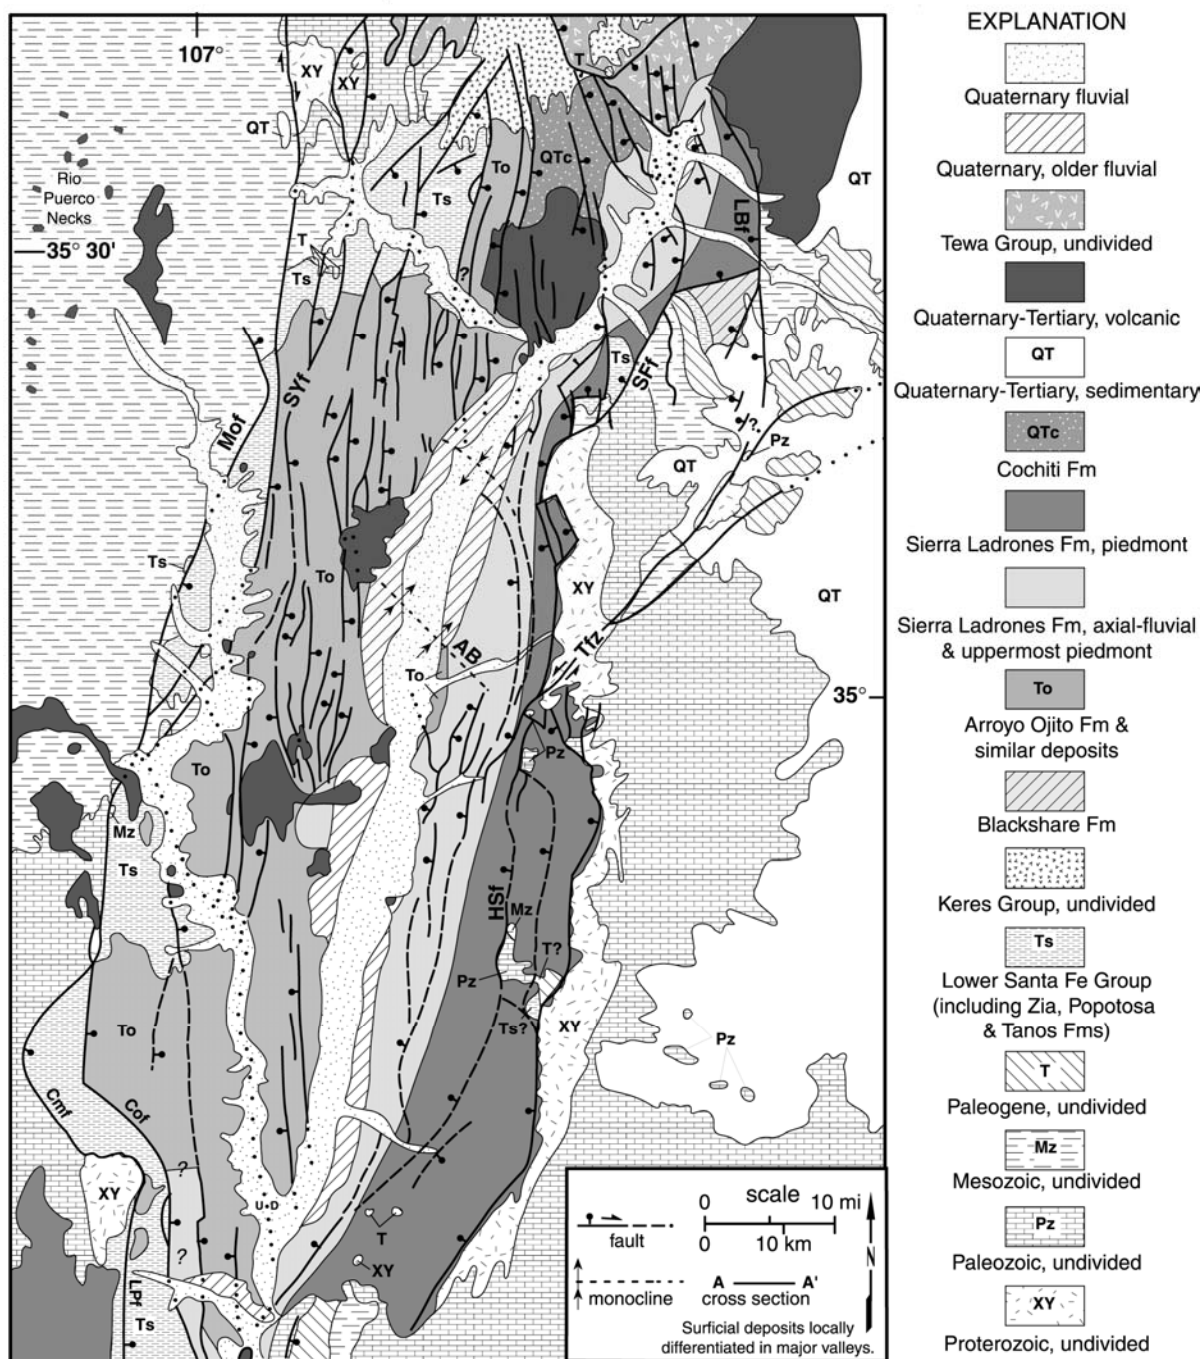 107°
XY
XY
T
QT
To
QTc
QT
Rio
Puerco
Necks
Ts
LBf
35° 30'
T
Ts
?
Ts
SFf
SYf
Mof
?
Pz
QT
Ts
To
XY
QT
AB
Tfz
To
35°
Pz
To
Mz
Ts
HSf
Mz
T?
Pz
Ts?
XY
Pz
To
Cmf
Cof
?
XY
U•D
?
T
XY
LPf
Ts
0 scale 10 mi
0 10 km
fault
N
A A'
monocline cross section
Surficial deposits locally
differentiated in major valleys.
EXPLANATION
Quaternary fluvial
Quaternary, older fluvial
Tewa Group, undivided
Quaternary-Tertiary, volcanic
QT
Quaternary-Tertiary, sedimentary
QTc
Cochiti Fm
Sierra Ladrones Fm, piedmont
Sierra Ladrones Fm, axial-fluvial
& uppermost piedmont
To
Arroyo Ojito Fm &
similar deposits
Blackshare Fm
Keres Group, undivided
Ts
Lower Santa Fe Group
(including Zia, Popotosa
& Tanos Fms)
T
Paleogene, undivided
Mz
Mesozoic, undivided
Pz
Paleozoic, undivided
XY
Proterozoic, undivided